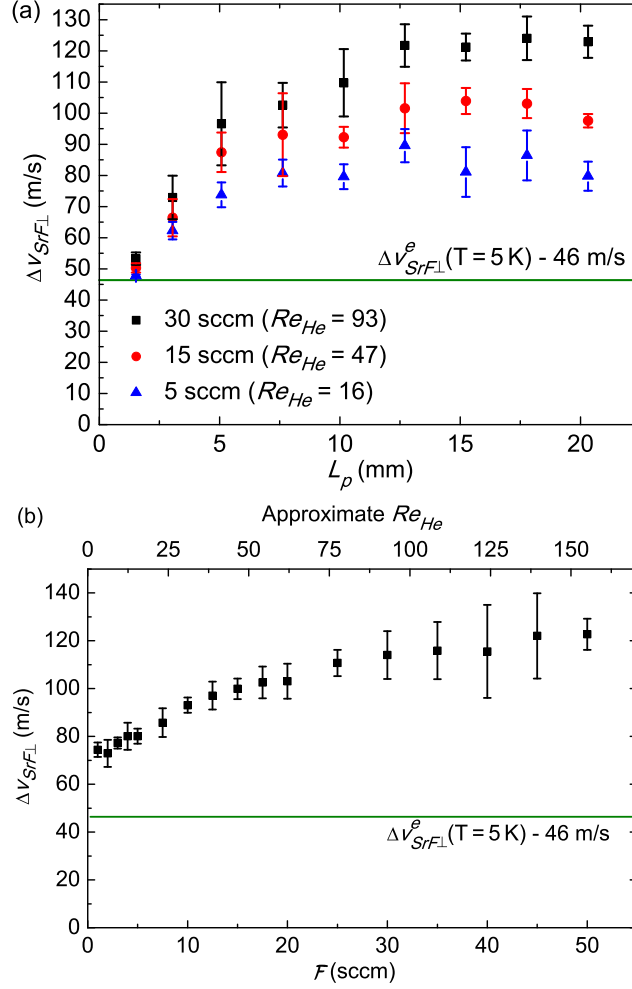 (a)
130
120
110
100
90
80
70
60
50
40
30
20
10
0
Δv_SrF⊥ (m/s)
Δv^e_SrF⊥(T = 5 K) - 46 m/s
30 sccm (Re_He = 93)
15 sccm (Re_He = 47)
5 sccm (Re_He = 16)
0 5 10 15 20
L_p (mm)
(b)
Approximate Re_He
0 25 50 75 100 125 150
140
120
100
80
60
40
20
0
Δv_SrF⊥ (m/s)
Δv^e_SrF⊥(T = 5 K) - 46 m/s
0 10 20 30 40 50
F (sccm)